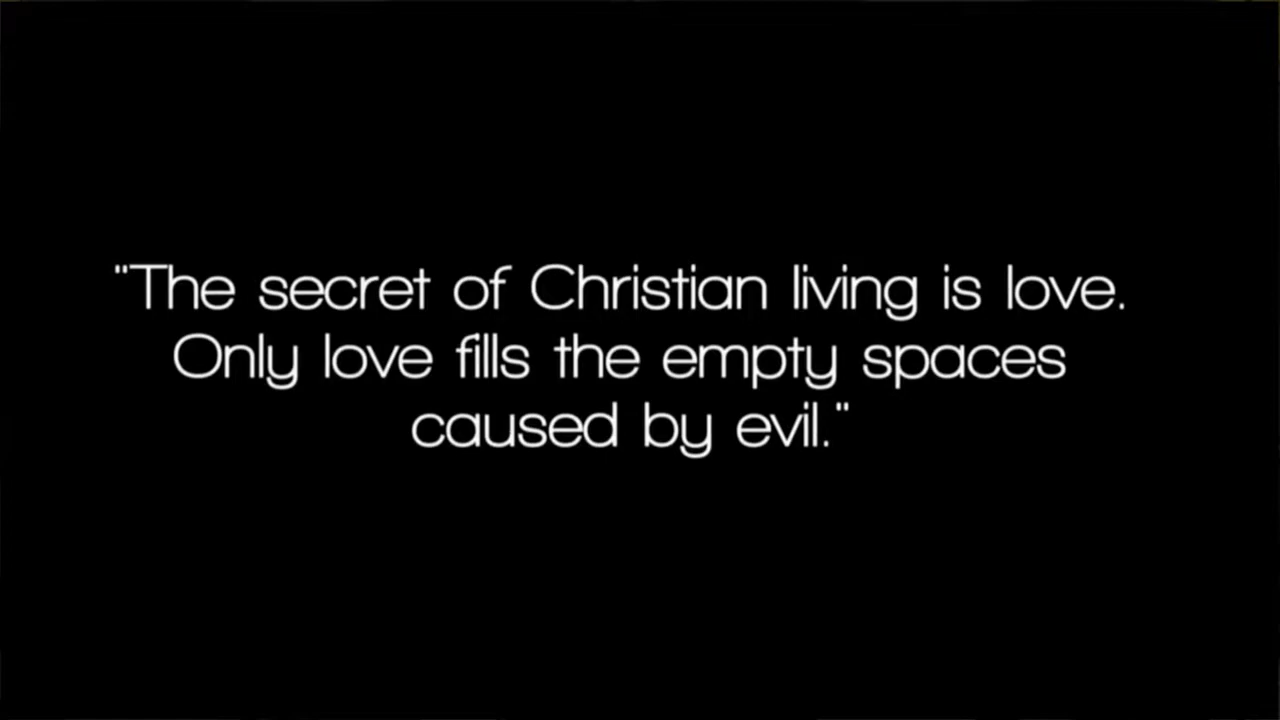 "The secret of Christian living is love.
Only love fills the empty spaces
caused by evil."